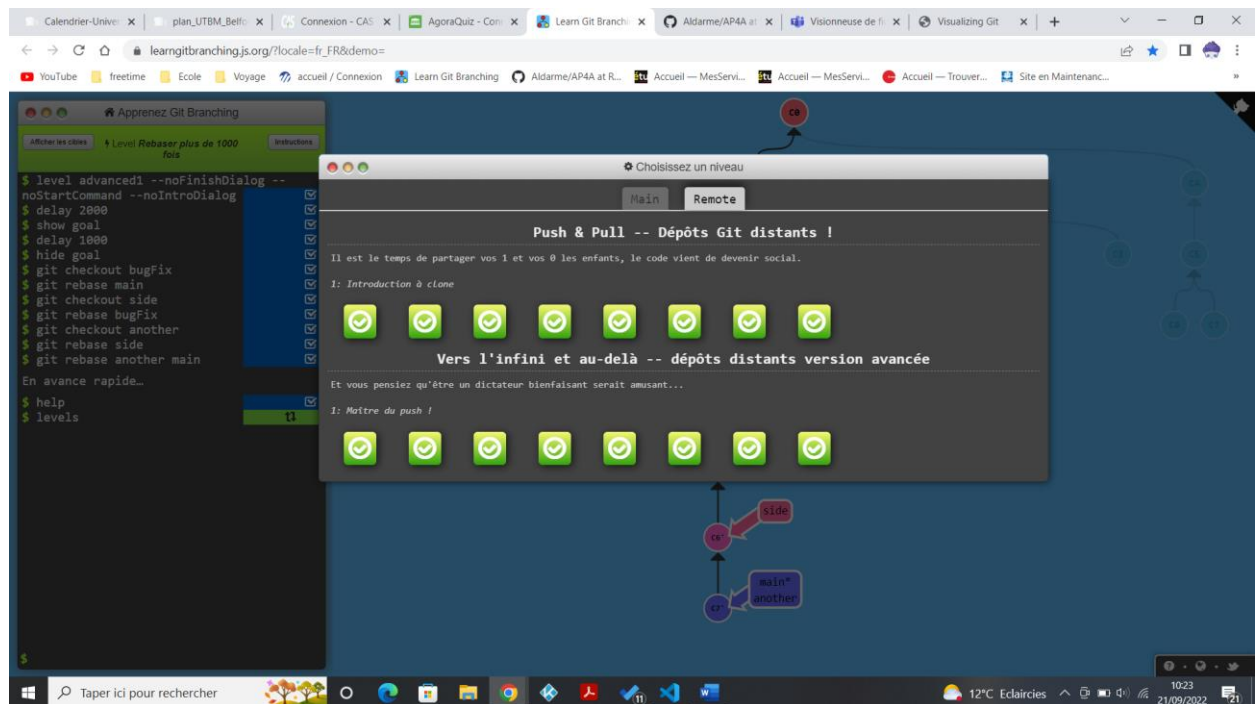 Calendrier-Univer
plan_UTBM_Belfo
Connexion - CAS
AgoraQuiz - Con
Learn Git Branchi
Aldarme/AP4A at
Visionneuse de fi
Visualizing Git
learngitbranching.js.org/?locale=fr_FR&demo=
YouTube
freetime
Ecole
Voyage
accueil / Connexion
Learn Git Branching
Aldarme/AP4A at R...
Accueil — MesServi...
Accueil — MesServi...
Accueil — Trouver...
Site en Maintenanc...
»
Apprenez Git Branching
Afficher les cibles
Level Rebaser plus de 1000
fois
Instructions
$ level advanced1 --noFinishDialog --
noStartCommand --noIntroDialog
$ delay 2000
$ show goal
$ delay 1000
$ hide goal
$ git checkout bugFix
$ git rebase main
$ git checkout side
$ git rebase bugFix
$ git checkout another
$ git rebase side
$ git rebase another main
En avance rapide…
$ help
$ levels
$
C0
Choisissez un niveau
Main
Remote
Push & Pull -- Dépôts Git distants !
Il est le temps de partager vos 1 et vos 0 les enfants, le code vient de devenir social.
1: Introduction à clone
Vers l'infini et au-delà -- dépôts distants version avancée
Et vous pensiez qu'être un dictateur bienfaisant serait amusant...
1: Maître du push !
side
C6'
main*
another
C7'
Taper ici pour rechercher
11
12°C Eclaircies
10:23
21/09/2022
21